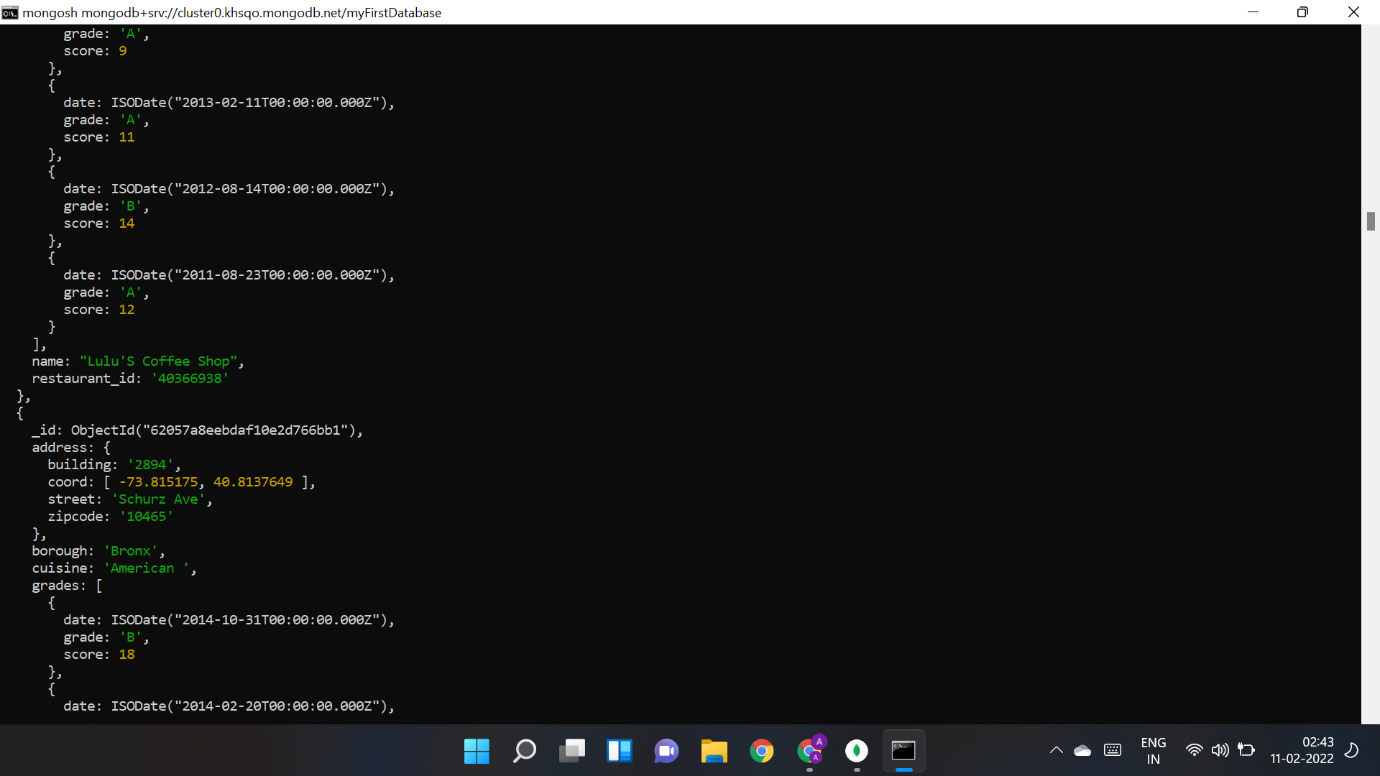 mongosh mongodb+srv://cluster0.khsqo.mongodb.net/myFirstDatabase
grade: 'A',
score: 9
},
{
date: ISODate("2013-02-11T00:00:00.000Z"),
grade: 'A',
score: 11
},
{
date: ISODate("2012-08-14T00:00:00.000Z"),
grade: 'B',
score: 14
},
{
date: ISODate("2011-08-23T00:00:00.000Z"),
grade: 'A',
score: 12
}
],
name: "Lulu'S Coffee Shop",
restaurant_id: '40366938'
},
{
_id: ObjectId("62057a8eebdaf10e2d766bb1"),
address: {
building: '2894',
coord: [ -73.815175, 40.8137649 ],
street: 'Schurz Ave',
zipcode: '10465'
},
borough: 'Bronx',
cuisine: 'American ',
grades: [
{
date: ISODate("2014-10-31T00:00:00.000Z"),
grade: 'B',
score: 18
},
{
date: ISODate("2014-02-20T00:00:00.000Z"),
A
A
ENG
IN
02:43
11-02-2022